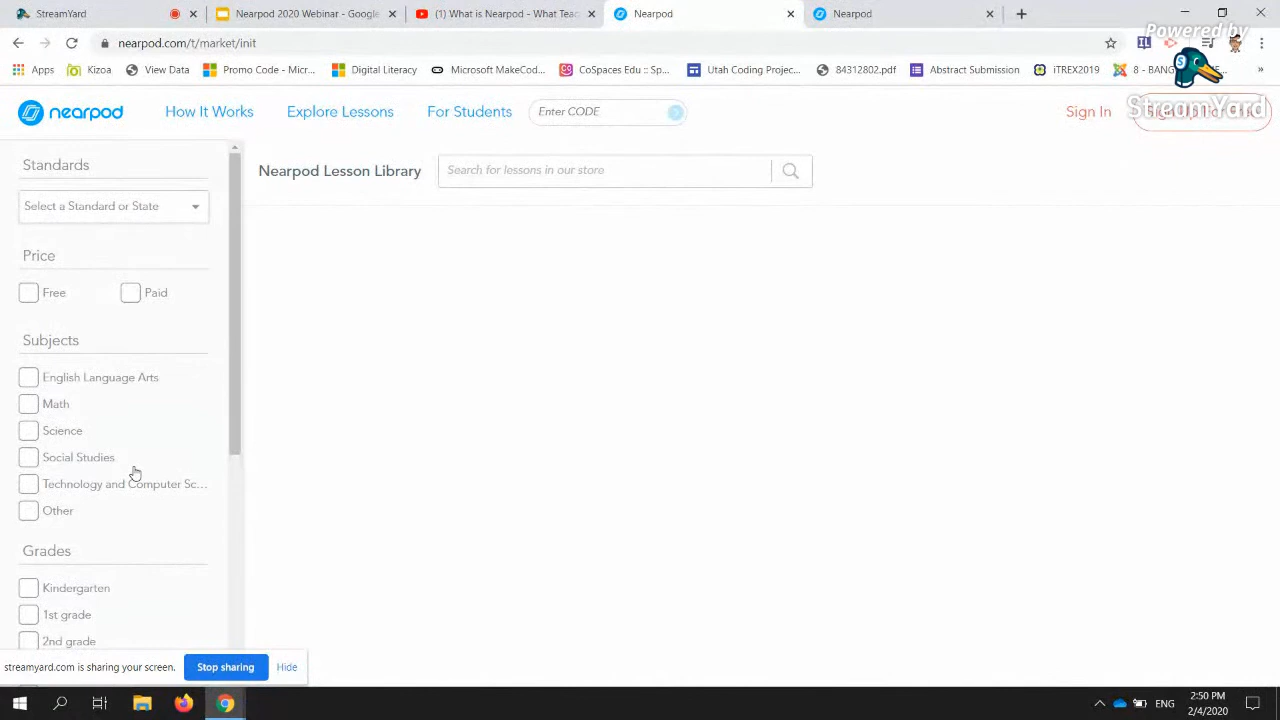 StreamYard
Nearpod 2020 Webinar - Google
(1) What is Nearpod - What Teac
Nearpod
Nearpod
nearpod.com/t/market/init
Powered by
StreamYard
Apps
Kizoa
View Data
Promo Code - Micr...
Digital Literacy
Microsoft MakeCod...
CoSpaces Edu :: Sp...
Utah Coding Projec...
84312802.pdf
Abstract Submission
iTREX2019
8 - BANG
nearpod
How It Works
Explore Lessons
For Students
Enter CODE
Sign In
Standards
Select a Standard or State
Nearpod Lesson Library
Search for lessons in our store
Price
Free
Paid
Subjects
English Language Arts
Math
Science
Social Studies
Technology and Computer Sc...
Other
Grades
Kindergarten
1st grade
2nd grade
streamyard.com is sharing your screen.
Stop sharing
Hide
ENG
2:50 PM
2/4/2020